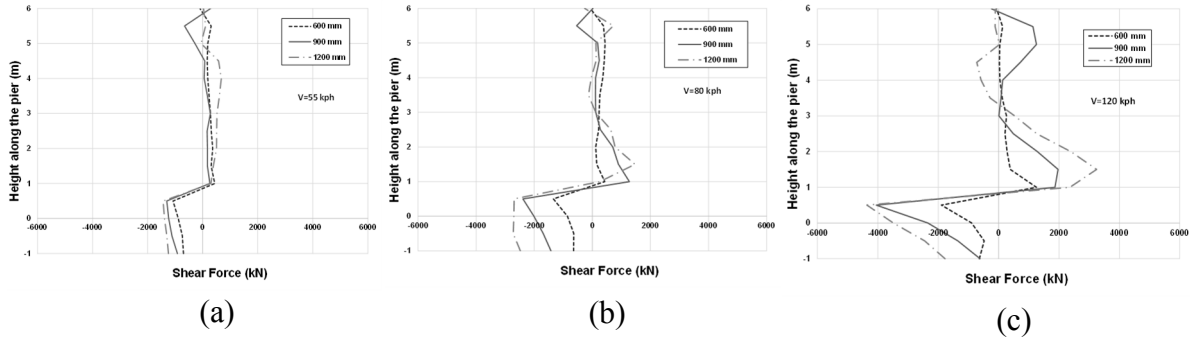 Height along the pier (m)
6
5
4
3
2
1
0
-1
-6000 -4000 -2000 0 2000 4000 6000
Shear Force (kN)
600 mm
900 mm
1200 mm
V=55 kph
(a)
Height along the pier (m)
6
5
4
3
2
1
0
-1
-8000 -6000 -4000 -2000 0 2000 4000 6000
Shear Force (kN)
600 mm
900 mm
1200 mm
V=80 kph
(b)
Height along the pier (m)
6
5
4
3
2
1
0
-1
-6000 -4000 -2000 0 2000 4000 6000
Shear Force (kN)
600 mm
900 mm
1200 mm
V=120 kph
(c)